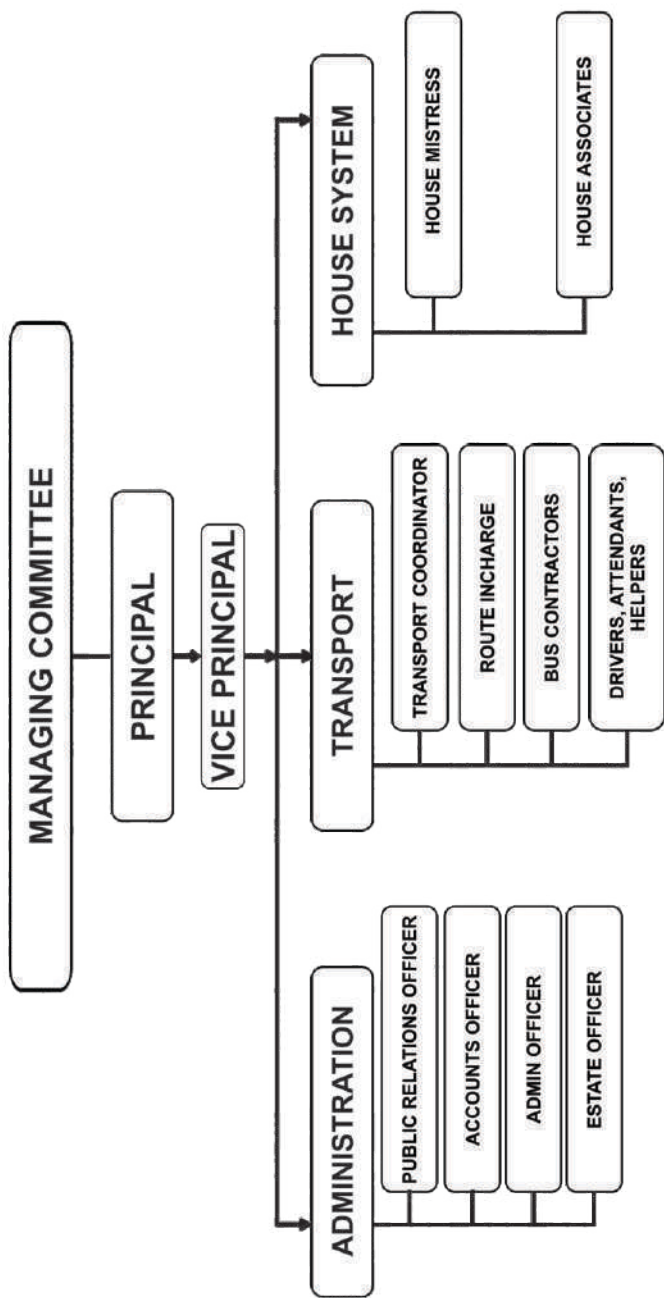 MANAGING COMMITTEE
PRINCIPAL
VICE PRINCIPAL
ADMINISTRATION
PUBLIC RELATIONS OFFICER
ACCOUNTS OFFICER
ADMIN OFFICER
ESTATE OFFICER
TRANSPORT
TRANSPORT COORDINATOR
ROUTE INCHARGE
BUS CONTRACTORS
DRIVERS, ATTENDANTS,
HELPERS
HOUSE SYSTEM
HOUSE MISTRESS
HOUSE ASSOCIATES